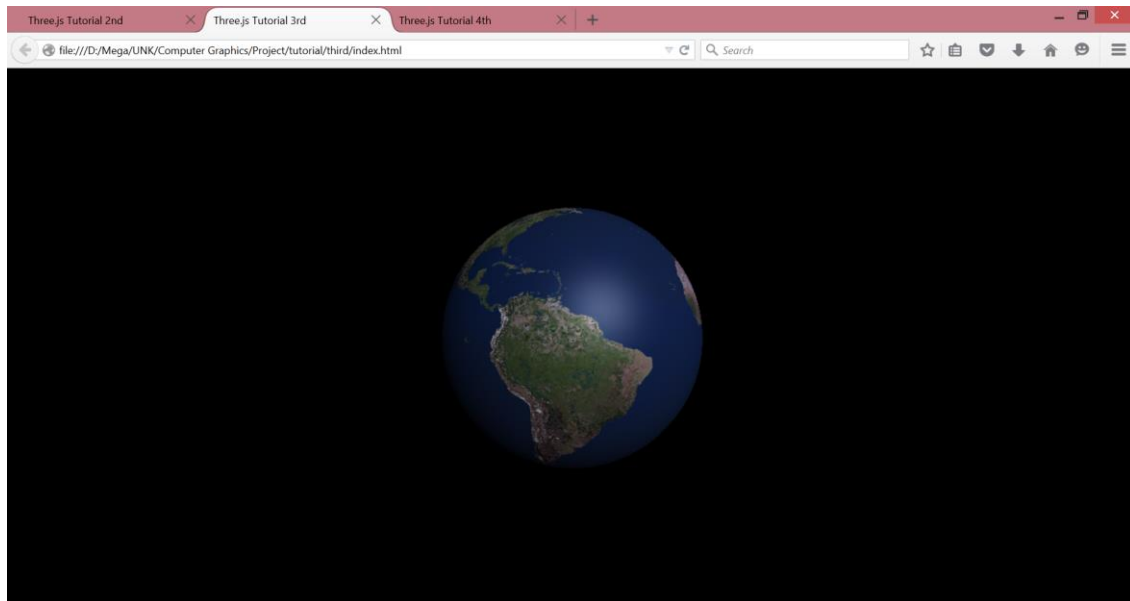 Three.js Tutorial 2nd
Three.js Tutorial 3rd
Three.js Tutorial 4th
file:///D:/Mega/UNK/Computer Graphics/Project/tutorial/third/index.html
Search